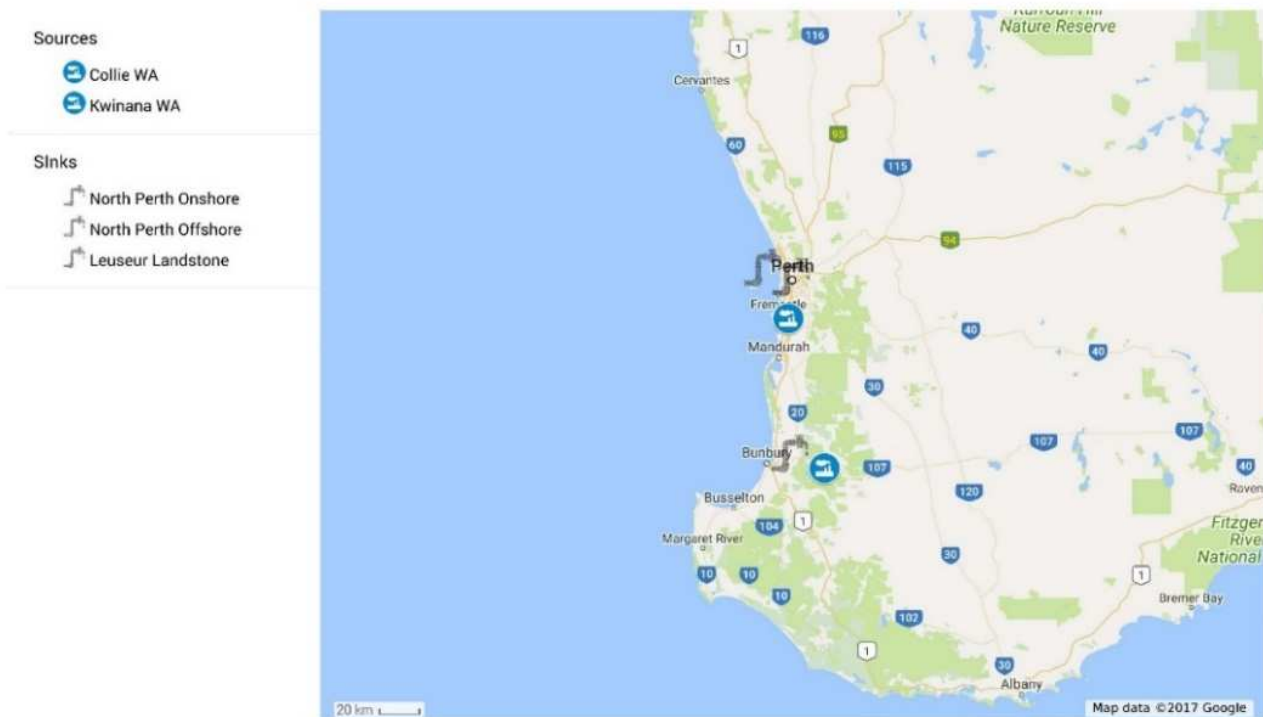 Sources
Collie WA
Kwinana WA
SInks
North Perth Onshore
North Perth Offshore
Leuseur Landstone
Nature Reserve
116
1
Cervantes
95
60
115
94
Perth
Fremantle
40
Mandurah
40
30
20
107
107
Bunbury
107
40
120
Raven
Busselton
1
104
Fitzger
River
National
Margaret River
30
10
10
1
10
Bremer Bay
102
1
30
Albany
20 km
Map data ©2017 Google